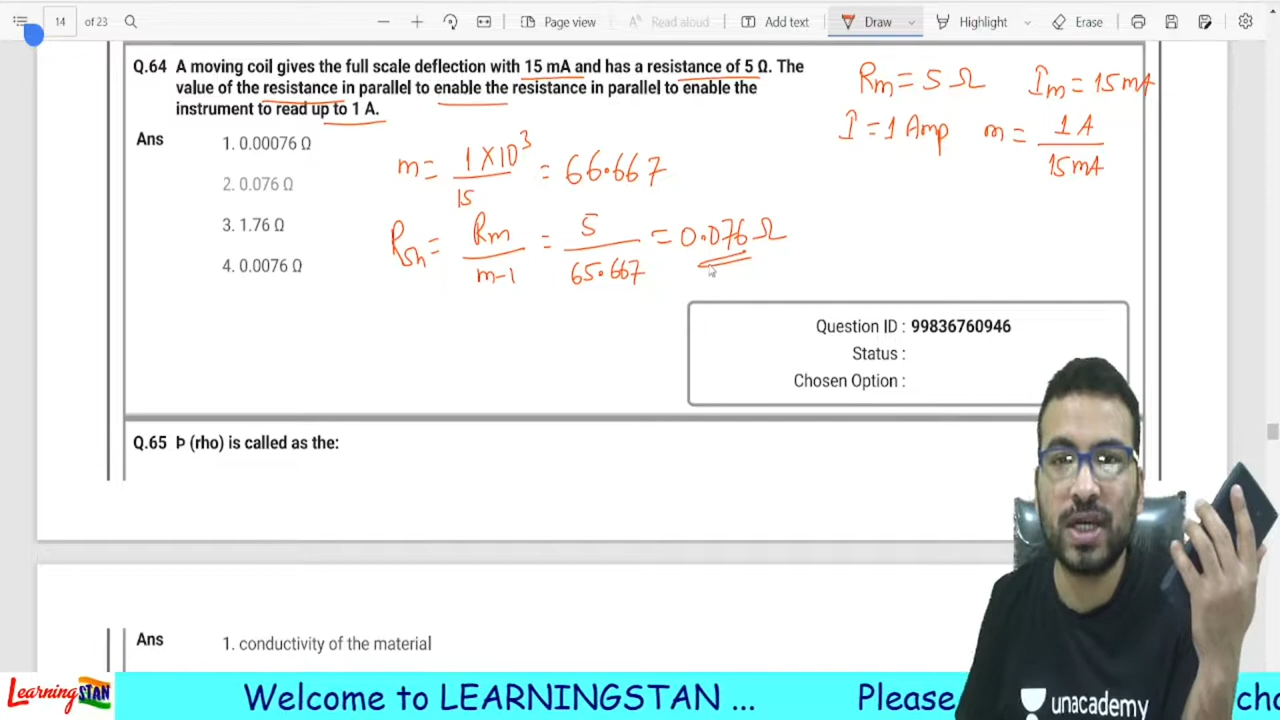 14 of 23
Page view
Read aloud
Add text
Draw
Highlight
Erase
Q.64 A moving coil gives the full scale deflection with 15 mA and has a resistance of 5 Ω. The
value of the resistance in parallel to enable the resistance in parallel to enable the
instrument to read up to 1 A.
Rm = 5 Ω Im = 15 mA
I = 1 Amp m = 1 A / 15 mA
Ans 1. 0.00076 Ω
2. 0.076 Ω
3. 1.76 Ω
4. 0.0076 Ω
m = 1 X 10³ / 15 = 66.667
Rsh = Rm / m-1 = 5 / 65.667 = 0.076 Ω
Question ID : 99836760946
Status :
Chosen Option :
Q.65 Þ (rho) is called as the:
Ans 1. conductivity of the material
unacademy
Learning STAN
Welcome to LEARNINGSTAN ... Please